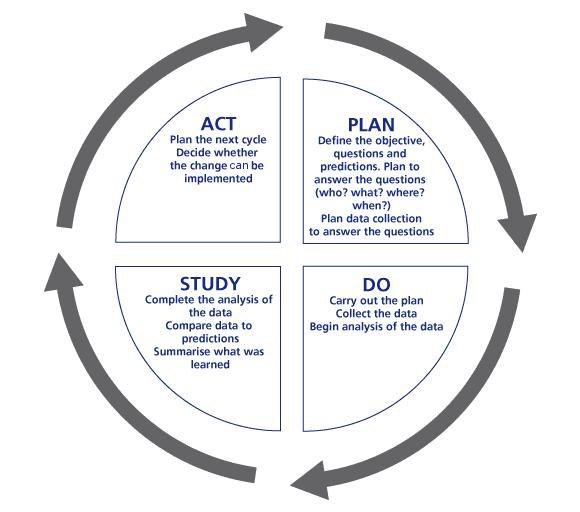 ACT
Plan the next cycle
Decide whether
the change can be
implemented
PLAN
Define the objective,
questions and
predictions. Plan to
answer the questions
(who? what? where?
when?)
Plan data collection
to answer the questions
STUDY
Complete the analysis of
the data
Compare data to
predictions
Summarise what was
learned
DO
Carry out the plan
Collect the data
Begin analysis of the data